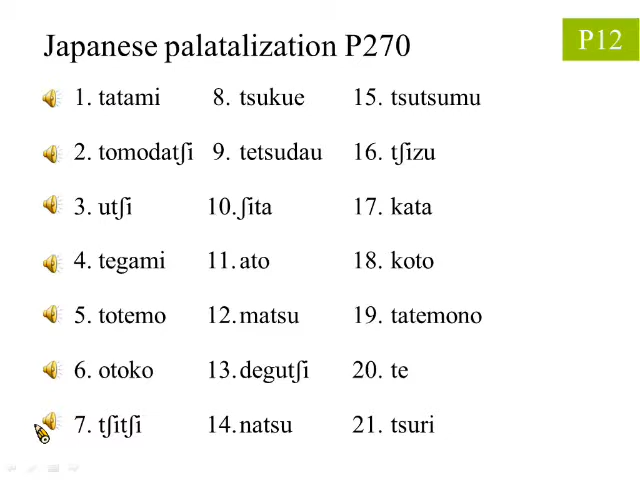 Japanese palatalization P270
P12
1. tatami 8. tsukue 15. tsutsumu
2. tomodatʃi 9. tetsudau 16. tʃizu
3. utʃi 10. ʃita 17. kata
4. tegami 11. ato 18. koto
5. totemo 12. matsu 19. tatemono
6. otoko 13. degutʃi 20. te
7. tʃitʃi 14. natsu 21. tsuri